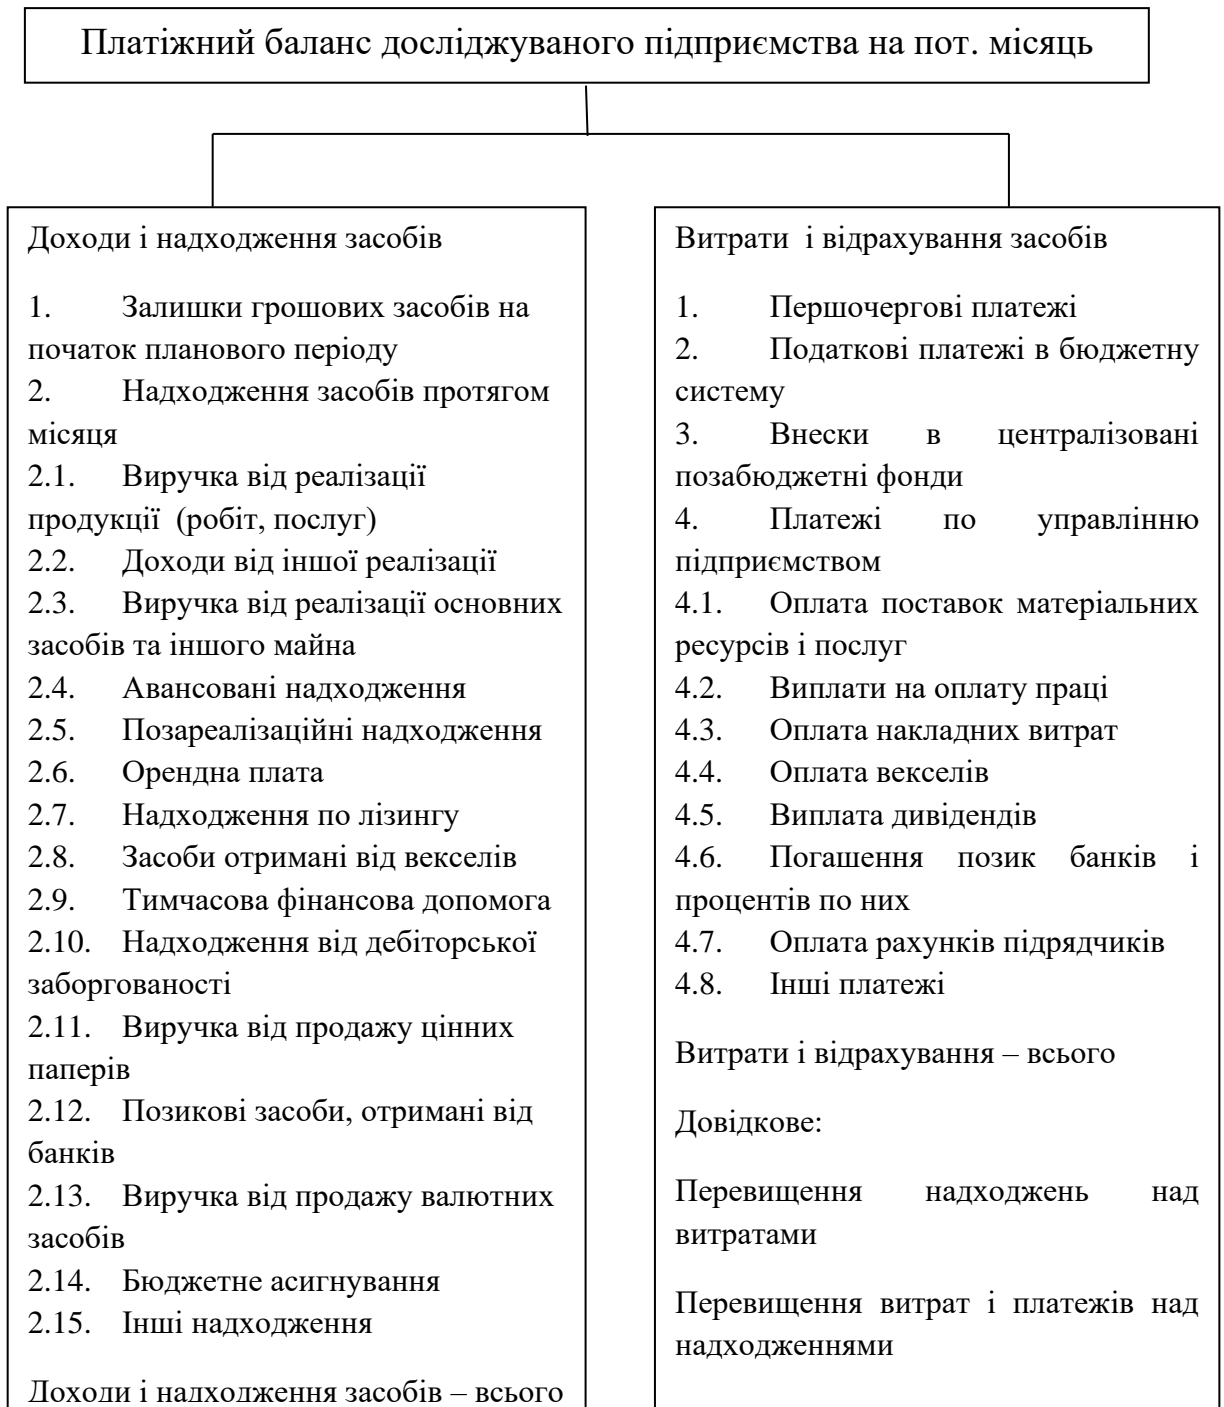 Платіжний баланс досліджуваного підприємства на пот. місяць
Доходи і надходження засобів
1. Залишки грошових засобів на
початок планового періоду
2. Надходження засобів протягом
місяця
2.1. Виручка від реалізації
продукції (робіт, послуг)
2.2. Доходи від іншої реалізації
2.3. Виручка від реалізації основних
засобів та іншого майна
2.4. Авансовані надходження
2.5. Позареалізаційні надходження
2.6. Орендна плата
2.7. Надходження по лізингу
2.8. Засоби отримані від векселів
2.9. Тимчасова фінансова допомога
2.10. Надходження від дебіторської
заборгованості
2.11. Виручка від продажу цінних
паперів
2.12. Позикові засоби, отримані від
банків
2.13. Виручка від продажу валютних
засобів
2.14. Бюджетне асигнування
2.15. Інші надходження
Доходи і надходження засобів – всього
Витрати і відрахування засобів
1. Першочергові платежі
2. Податкові платежі в бюджетну
систему
3. Внески в централізовані
позабюджетні фонди
4. Платежі по управлінню
підприємством
4.1. Оплата поставок матеріальних
ресурсів і послуг
4.2. Виплати на оплату праці
4.3. Оплата накладних витрат
4.4. Оплата векселів
4.5. Виплата дивідендів
4.6. Погашення позик банків і
процентів по них
4.7. Оплата рахунків підрядчиків
4.8. Інші платежі
Витрати і відрахування – всього
Довідкове:
Перевищення надходжень над
витратами
Перевищення витрат і платежів над
надходженнями